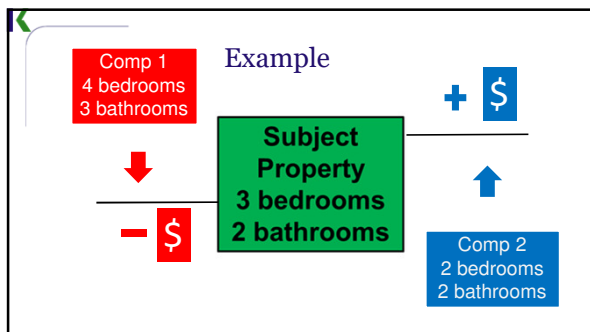 Example
Comp 1
4 bedrooms
3 bathrooms
+ $
Subject
Property
3 bedrooms
2 bathrooms
– $
Comp 2
2 bedrooms
2 bathrooms